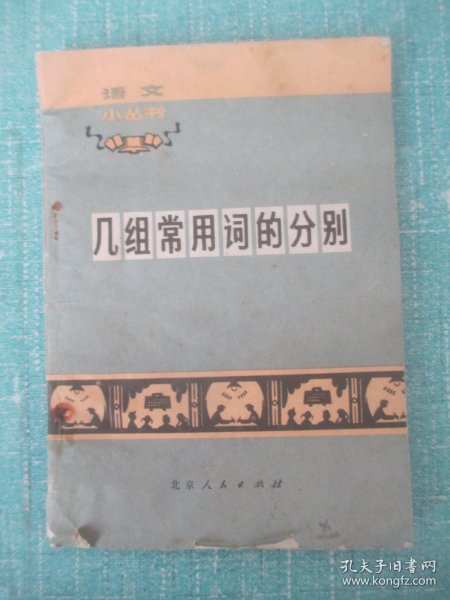 语文
小丛书
几组常用词的分别
北京人民出版社
孔夫子旧书网
www.kongfz.com